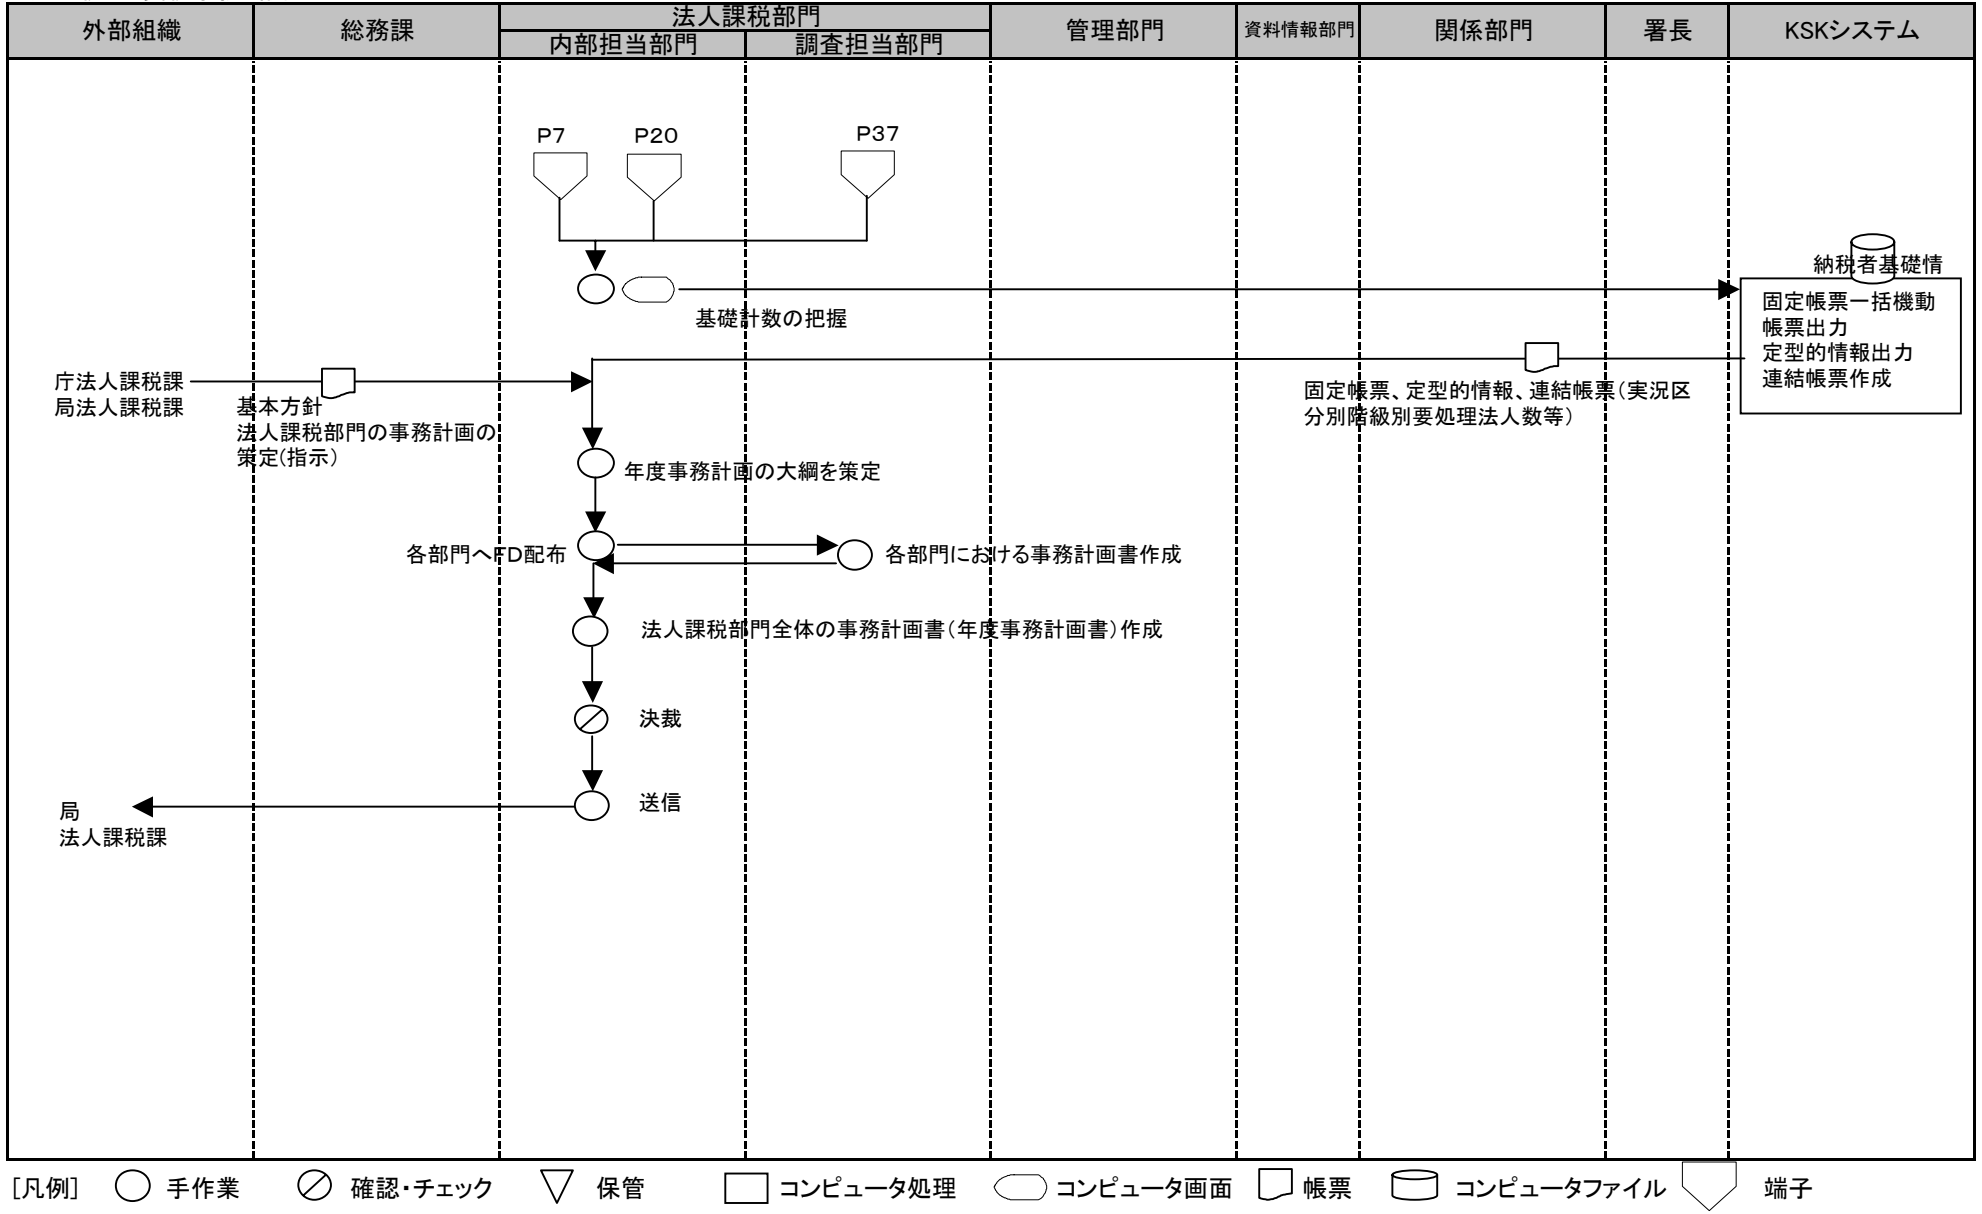 外部組織
総務課
法人課税部門
内部担当部門
調査担当部門
管理部門
資料情報部門
関係部門
署長
KSKシステム
P7
P20
P37
納税者基礎情
固定帳票一括機動
帳票出力
定型的情報出力
連結帳票作成
基礎計数の把握
庁法人課税課
局法人課税課
基本方針
法人課税部門の事務計画の
策定(指示)
固定帳票、定型的情報、連結帳票(実況区
分別階級別要処理法人数等)
年度事務計画の大綱を策定
各部門へFD配布
各部門における事務計画書作成
法人課税部門全体の事務計画書(年度事務計画書)作成
決裁
送信
局
法人課税課
[凡例]
手作業
確認・チェック
保管
コンピュータ処理
コンピュータ画面
帳票
コンピュータファイル
端子